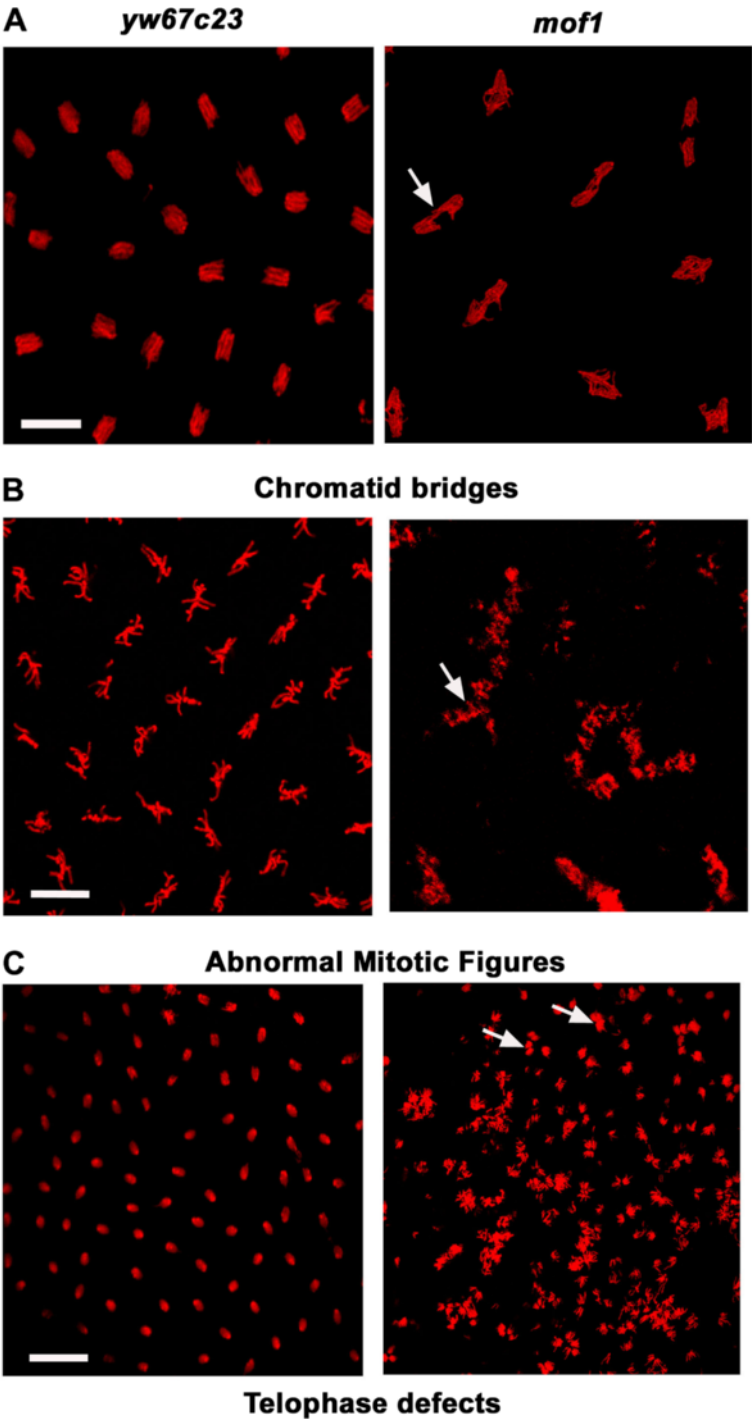 A yw67c23 mof1
B Chromatid bridges
C Abnormal Mitotic Figures
Telophase defects